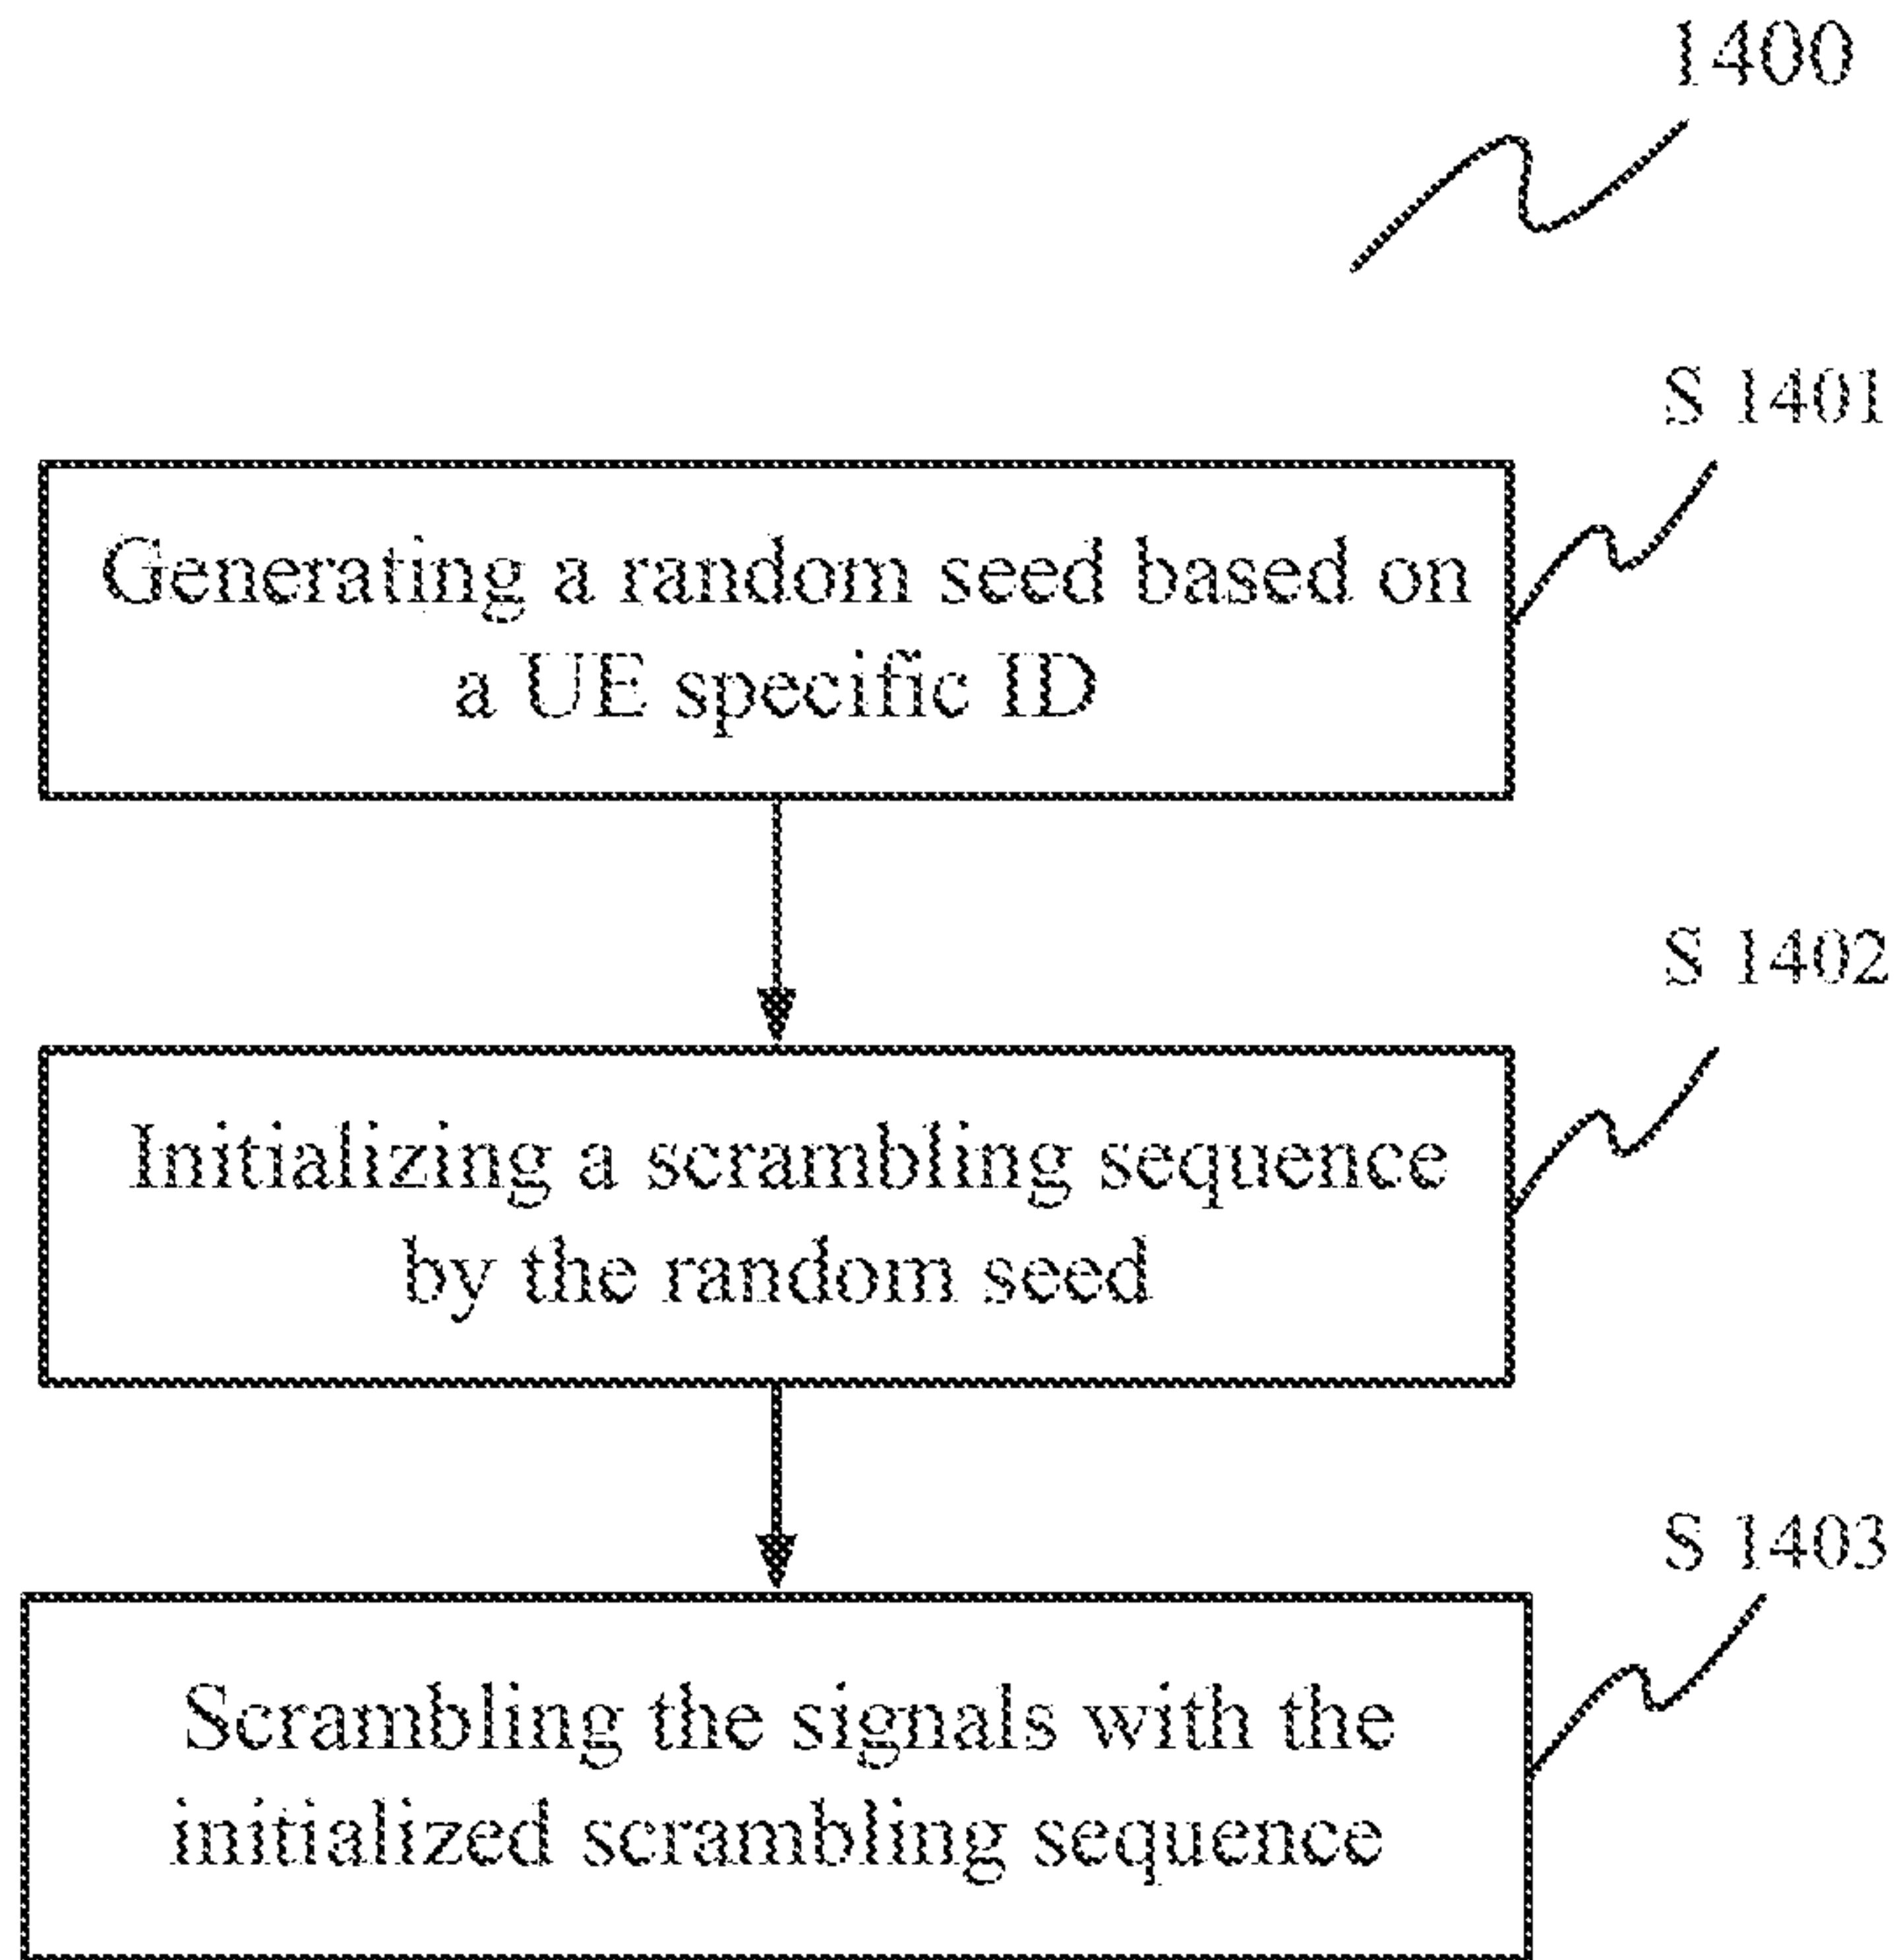 1400
S 1401
Generating a random seed based on
a UE specific ID
S 1402
Initializing a scrambling sequence
by the random seed
S 1403
Scrambling the signals with the
initialized scrambling sequence